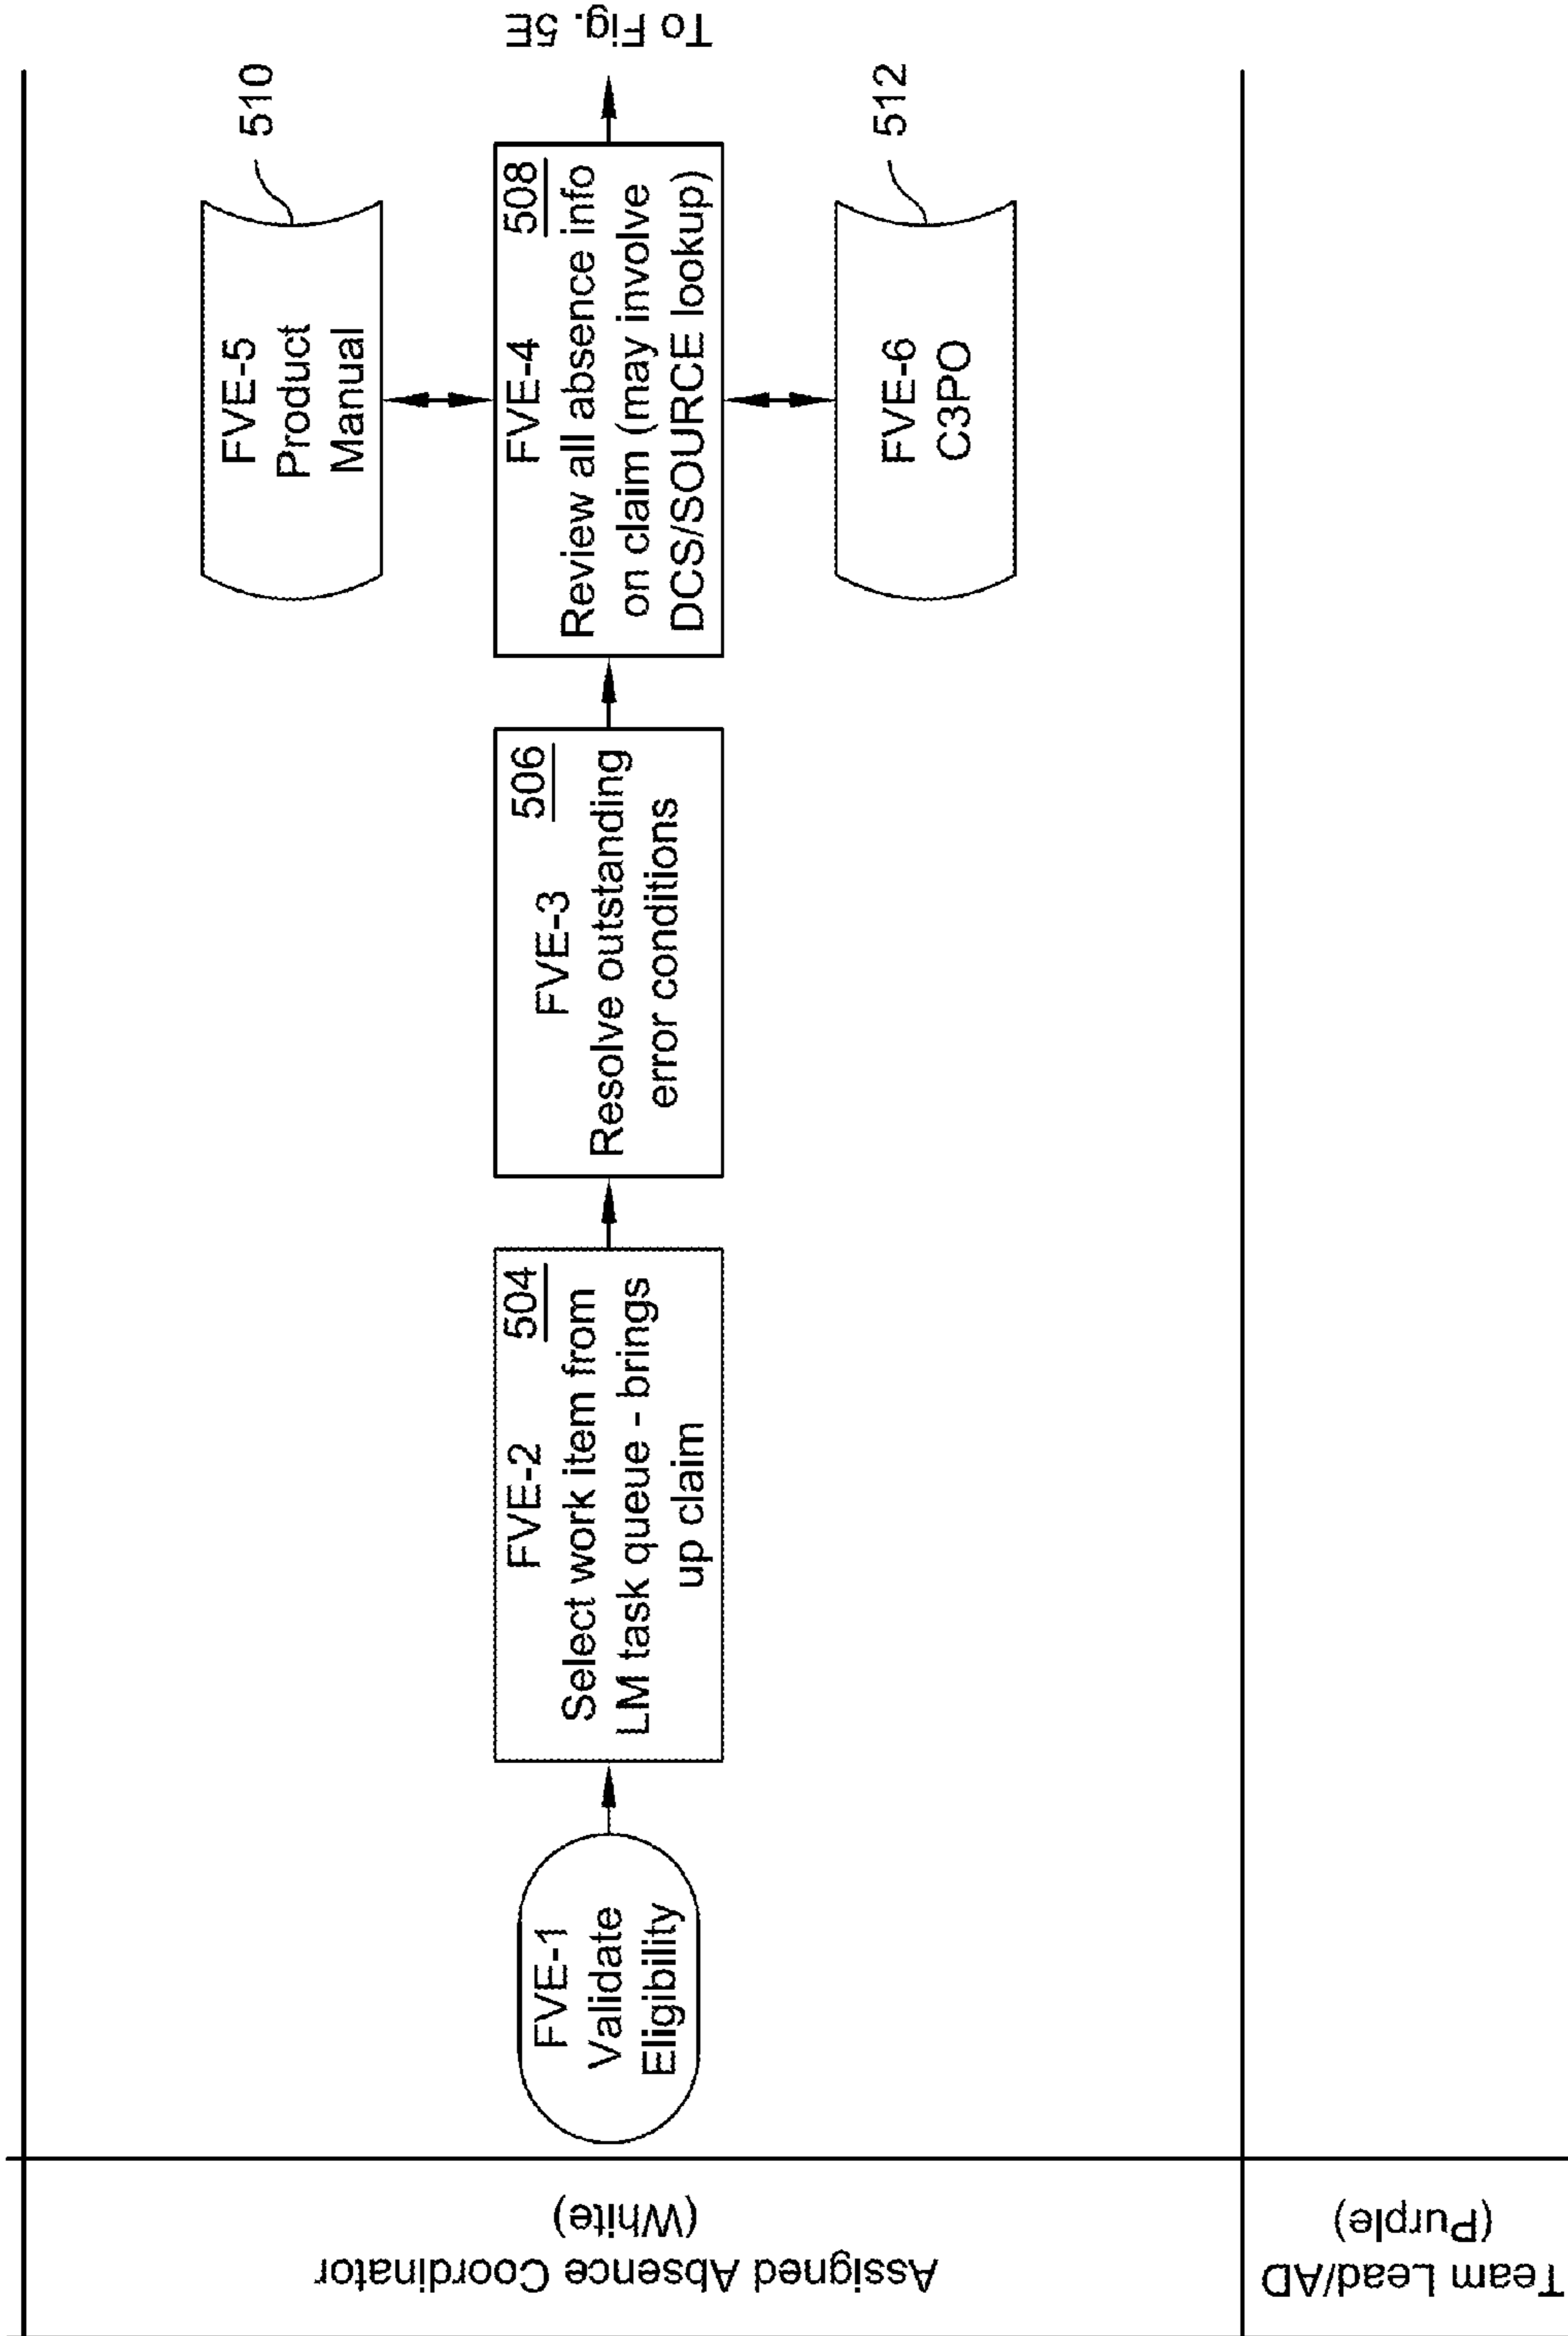 Assigned Absence Coordinator
(White)
Team Lead/AD
(Purple)
FVE-1
Validate
Eligibility
FVE-2 504
Select work item from
LM task queue - brings
up claim
506
FVE-3
Resolve outstanding
error conditions
FVE-4 508
Review all absence info
on claim (may involve
DCS/SOURCE lookup)
FVE-5
Product
Manual
510
FVE-6
C3PO
512
To Fig. 5E